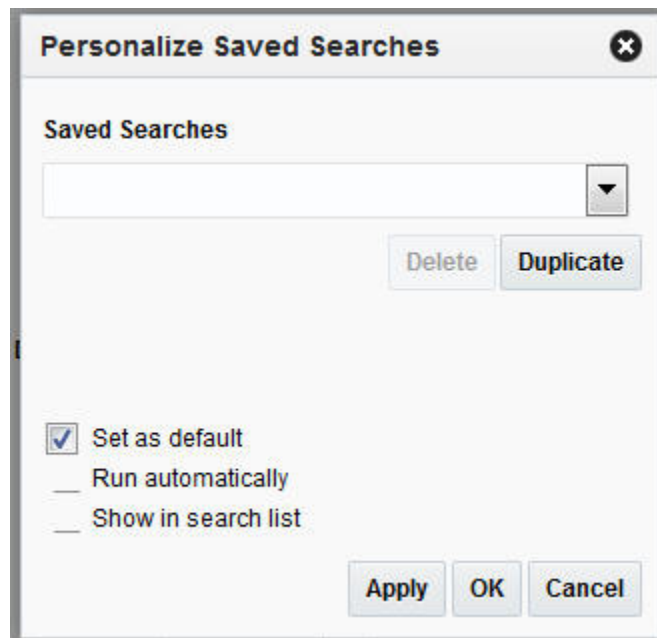 Personalize Saved Searches
Saved Searches
Delete Duplicate
Set as default
Run automatically
Show in search list
Apply OK Cancel